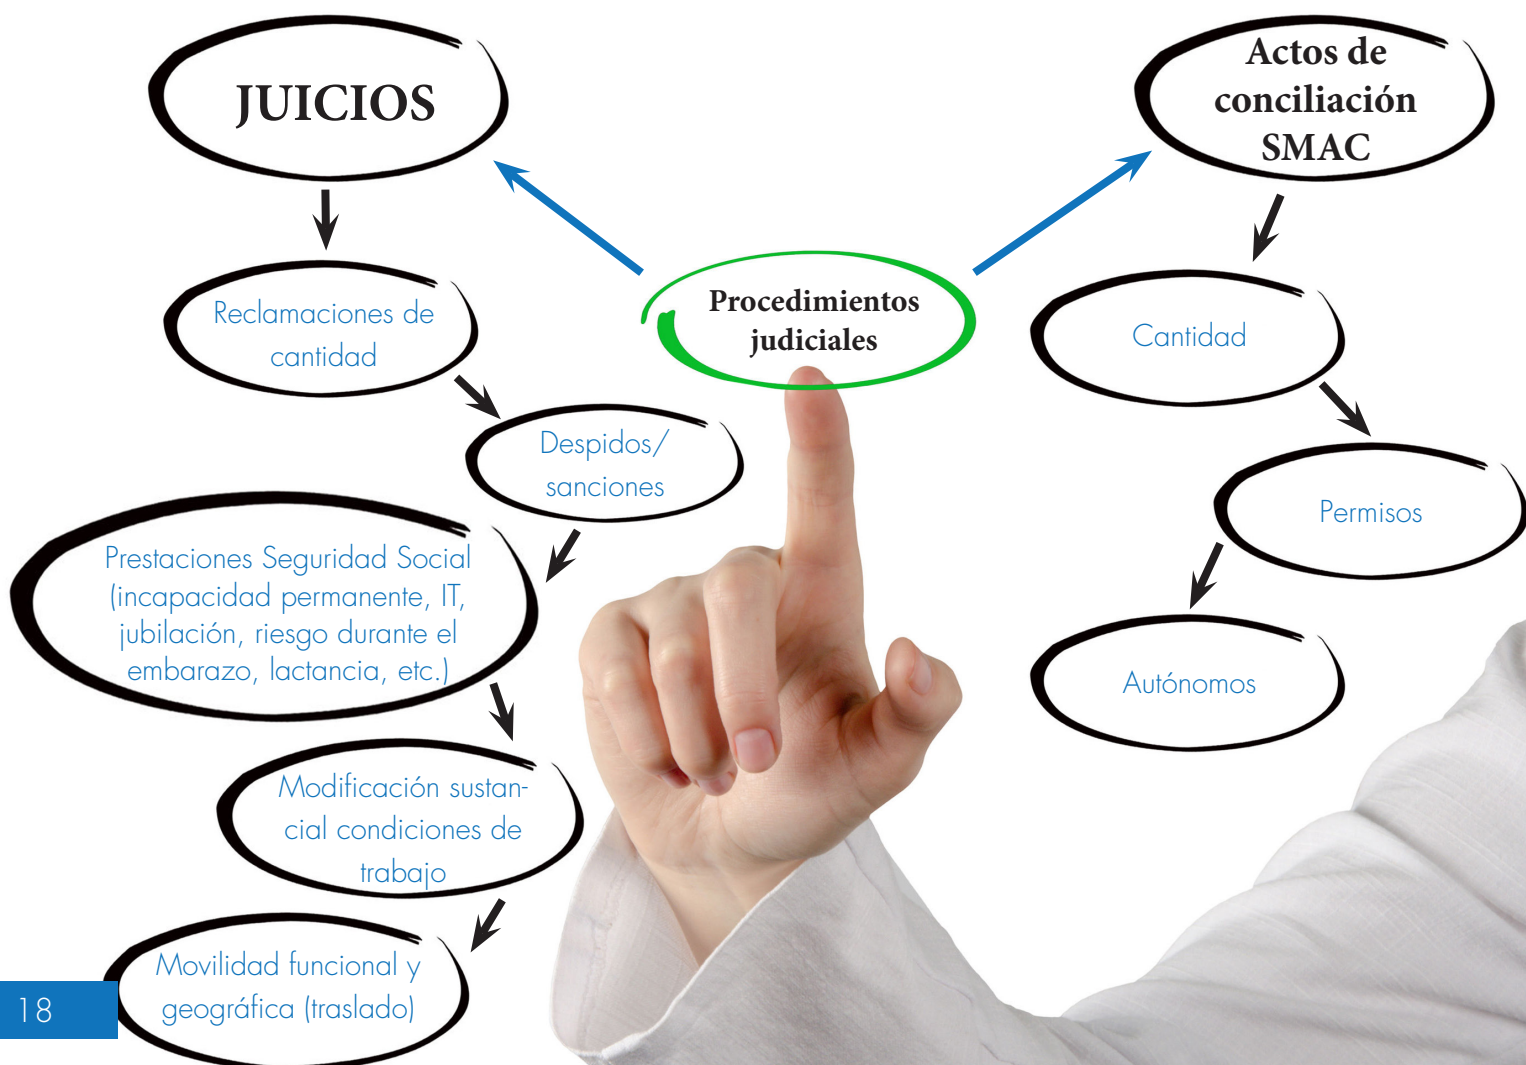 JUICIOS
Actos de
conciliación
SMAC
Procedimientos
judiciales
Reclamaciones de
cantidad
Despidos/
sanciones
Prestaciones Seguridad Social
(incapacidad permanente, IT,
jubilación, riesgo durante el
embarazo, lactancia, etc.)
Modificación sustan-
cial condiciones de
trabajo
Movilidad funcional y
geográfica (traslado)
Cantidad
Permisos
Autónomos
18